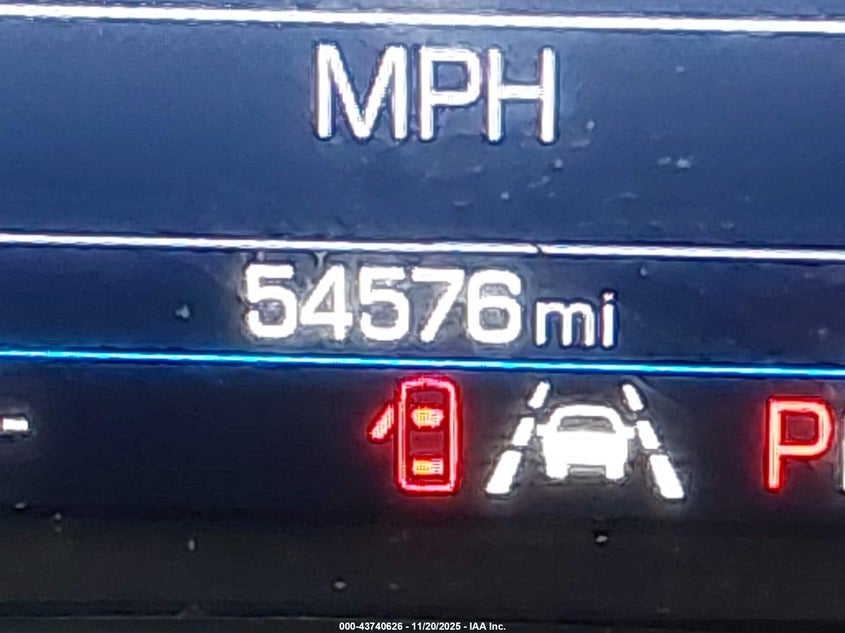 MPH
54576 mi
P
000-43740626 - 11/20/2025 - IAA Inc.